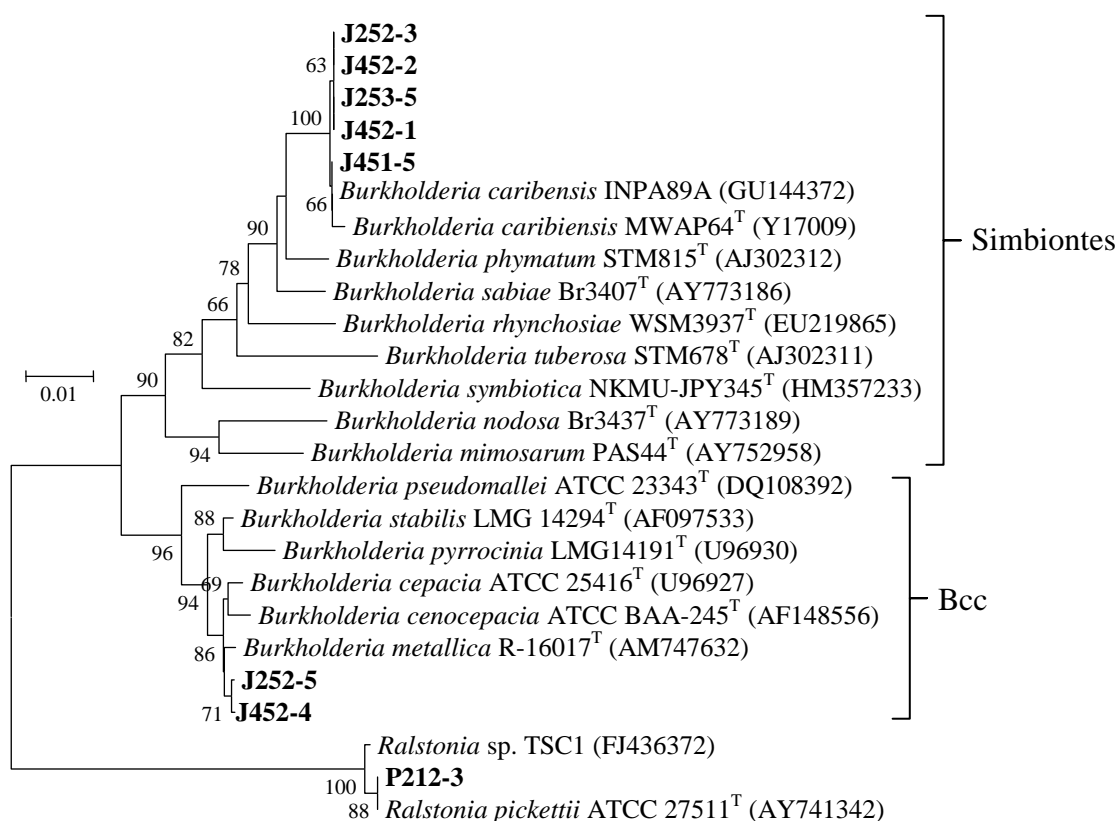 J252-3
63
J452-2
J253-5
100
J452-1
J451-5
Burkholderia caribensis INPA89A (GU144372)
66
Burkholderia caribiensis MWAP64T (Y17009)
90
Simbiontes
Burkholderia phymatum STM815T (AJ302312)
78
Burkholderia sabiae Br3407T (AY773186)
66
Burkholderia rhynchosiae WSM3937T (EU219865)
82
Burkholderia tuberosa STM678T (AJ302311)
0.01
90
Burkholderia symbiotica NKMU-JPY345T (HM357233)
Burkholderia nodosa Br3437T (AY773189)
94
Burkholderia mimosarum PAS44T (AY752958)
Burkholderia pseudomallei ATCC 23343T (DQ108392)
88
Burkholderia stabilis LMG 14294T (AF097533)
96
Burkholderia pyrrocinia LMG14191T (U96930)
69
Burkholderia cepacia ATCC 25416T (U96927)
94
Bcc
Burkholderia cenocepacia ATCC BAA-245T (AF148556)
86
Burkholderia metallica R-16017T (AM747632)
J252-5
71
J452-4
Ralstonia sp. TSC1 (FJ436372)
100
P212-3
88
Ralstonia pickettii ATCC 27511T (AY741342)